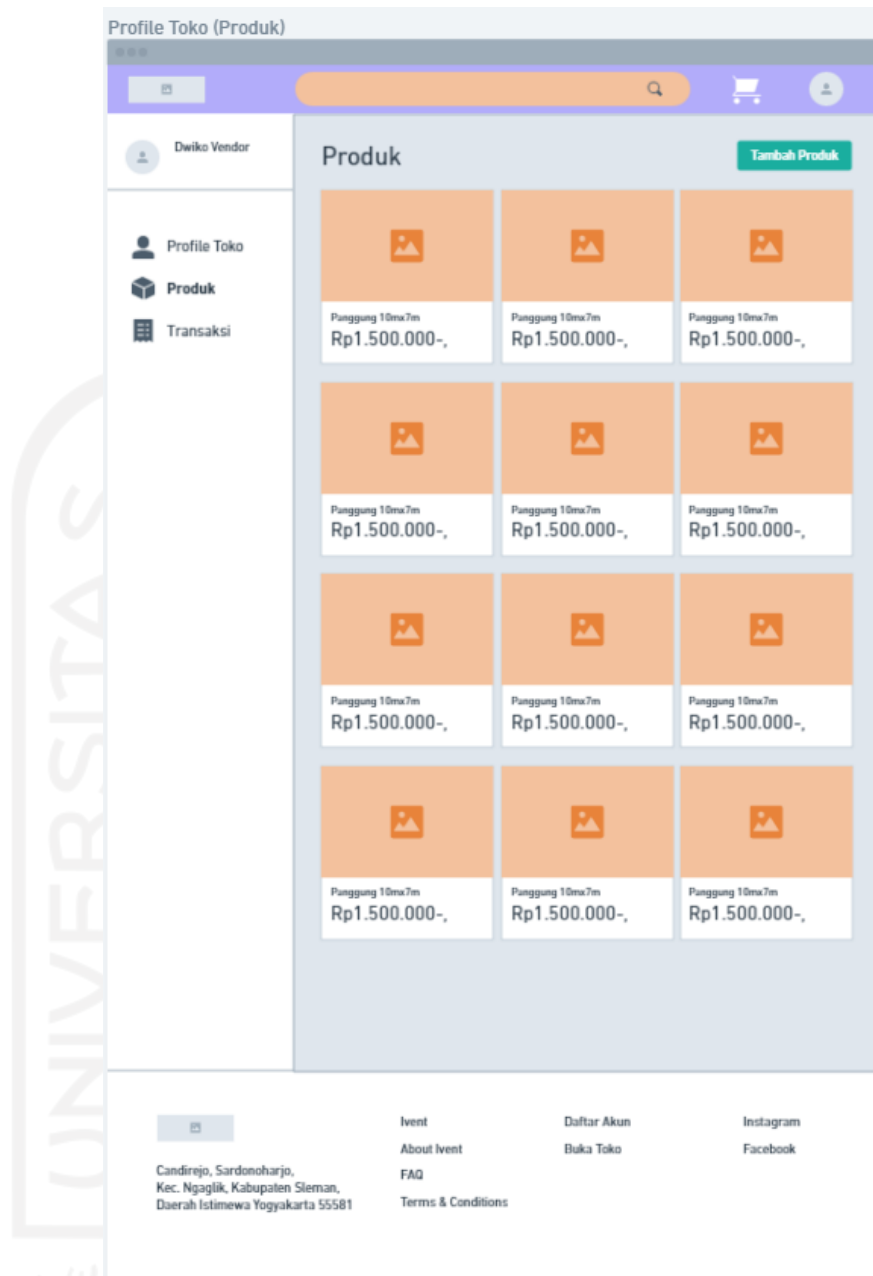 Profile Toko (Produk)
Dwiko Vendor
Profile Toko
Produk
Transaksi
Produk
Tambah Produk
Panggung 10mx7m
Rp1.500.000-,
Panggung 10mx7m
Rp1.500.000-,
Panggung 10mx7m
Rp1.500.000-,
Panggung 10mx7m
Rp1.500.000-,
Panggung 10mx7m
Rp1.500.000-,
Panggung 10mx7m
Rp1.500.000-,
Panggung 10mx7m
Rp1.500.000-,
Panggung 10mx7m
Rp1.500.000-,
Panggung 10mx7m
Rp1.500.000-,
Panggung 10mx7m
Rp1.500.000-,
Panggung 10mx7m
Rp1.500.000-,
Panggung 10mx7m
Rp1.500.000-,
Candirejo, Sardonoharjo,
Kec. Ngaglik, Kabupaten Sleman,
Daerah Istimewa Yogyakarta 55581
Ivent
About Ivent
FAQ
Terms & Conditions
Daftar Akun
Buka Toko
Instagram
Facebook
UNIVERSITAS